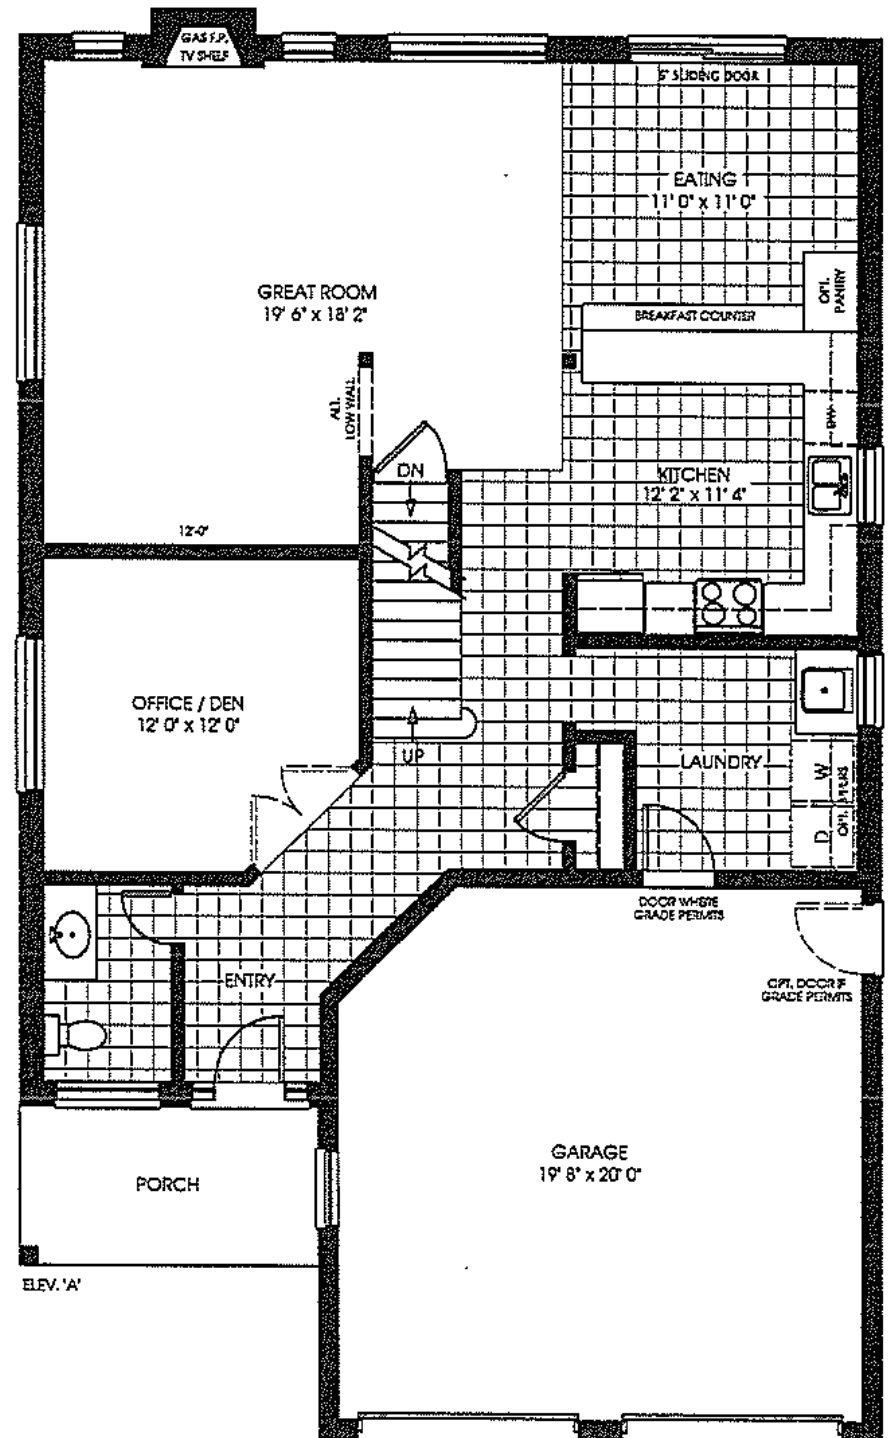 GAS F.P.
TV SHELF
6' SLIDING DOOR
EATING
11' 0" x 11' 0"
OPT.
PANTRY
BREAKFAST COUNTER
GREAT ROOM
19' 6" x 18' 2"
ALT.
LOW WALL
DW
DN
KITCHEN
12' 2" x 11' 4"
12'-0"
OFFICE / DEN
12' 0" x 12' 0"
UP
LAUNDRY
W
D
OPT. UPPERS
DOOR WHERE
GRADE PERMITS
ENTRY
OPT. DOOR IF
GRADE PERMITS
GARAGE
19' 8" x 20' 0"
PORCH
ELEV. 'A'